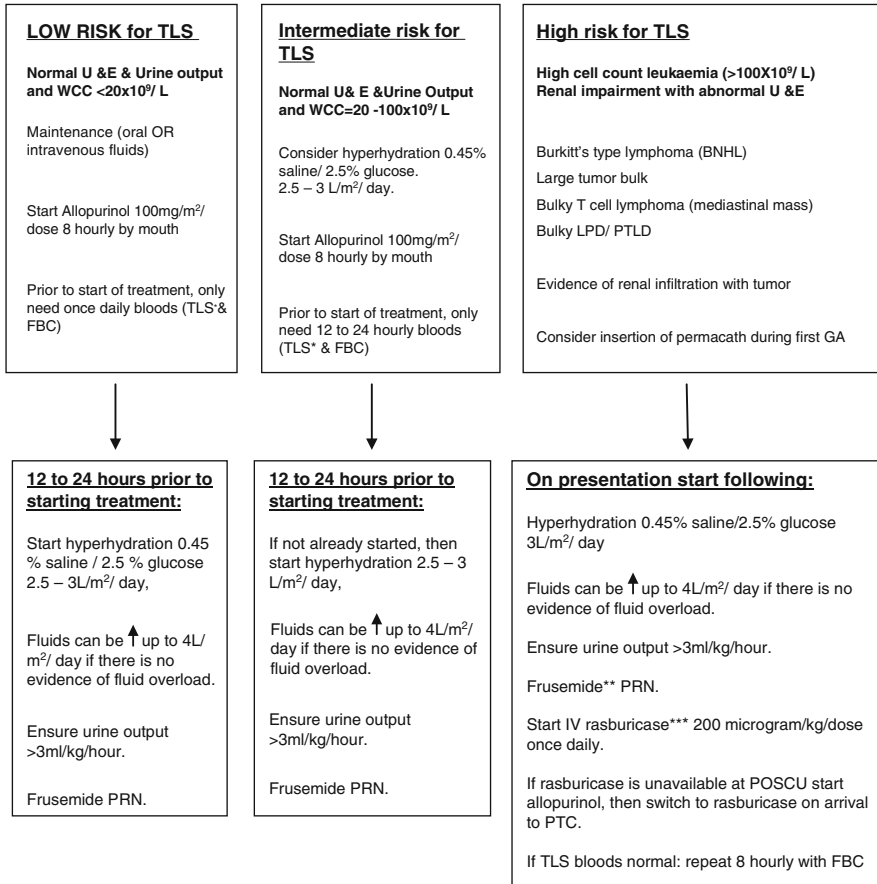 LOW RISK for TLS
Normal U &E & Urine output
and WCC <20x10⁹/ L
Maintenance (oral OR
intravenous fluids)
Start Allopurinol 100mg/m²/
dose 8 hourly by mouth
Prior to start of treatment, only
need once daily bloods (TLS*&
FBC)
Intermediate risk for
TLS
Normal U& E &Urine Output
and WCC=20 -100x10⁹/ L
Consider hyperhydration 0.45%
saline/ 2.5% glucose.
2.5 – 3 L/m²/ day.
Start Allopurinol 100mg/m²/
dose 8 hourly by mouth
Prior to start of treatment, only
need 12 to 24 hourly bloods
(TLS* & FBC)
High risk for TLS
High cell count leukaemia (>100X10⁹/ L)
Renal impairment with abnormal U &E
Burkitt's type lymphoma (BNHL)
Large tumor bulk
Bulky T cell lymphoma (mediastinal mass)
Bulky LPD/ PTLD
Evidence of renal infiltration with tumor
Consider insertion of permacath during first GA
12 to 24 hours prior to
starting treatment:
Start hyperhydration 0.45
% saline / 2.5 % glucose
2.5 – 3L/m²/ day,
Fluids can be ↑ up to 4L/
m²/ day if there is no
evidence of fluid overload.
Ensure urine output
>3ml/kg/hour.
Frusemide PRN.
12 to 24 hours prior to
starting treatment:
If not already started, then
start hyperhydration 2.5 – 3
L/m²/ day,
Fluids can be ↑ up to 4L/m²/
day if there is no evidence of
fluid overload.
Ensure urine output
>3ml/kg/hour.
Frusemide PRN.
On presentation start following:
Hyperhydration 0.45% saline/2.5% glucose
3L/m²/ day
Fluids can be ↑ up to 4L/m²/ day if there is no
evidence of fluid overload.
Ensure urine output >3ml/kg/hour.
Frusemide** PRN.
Start IV rasburicase*** 200 microgram/kg/dose
once daily.
If rasburicase is unavailable at POSCU start
allopurinol, then switch to rasburicase on arrival
to PTC.
If TLS bloods normal: repeat 8 hourly with FBC